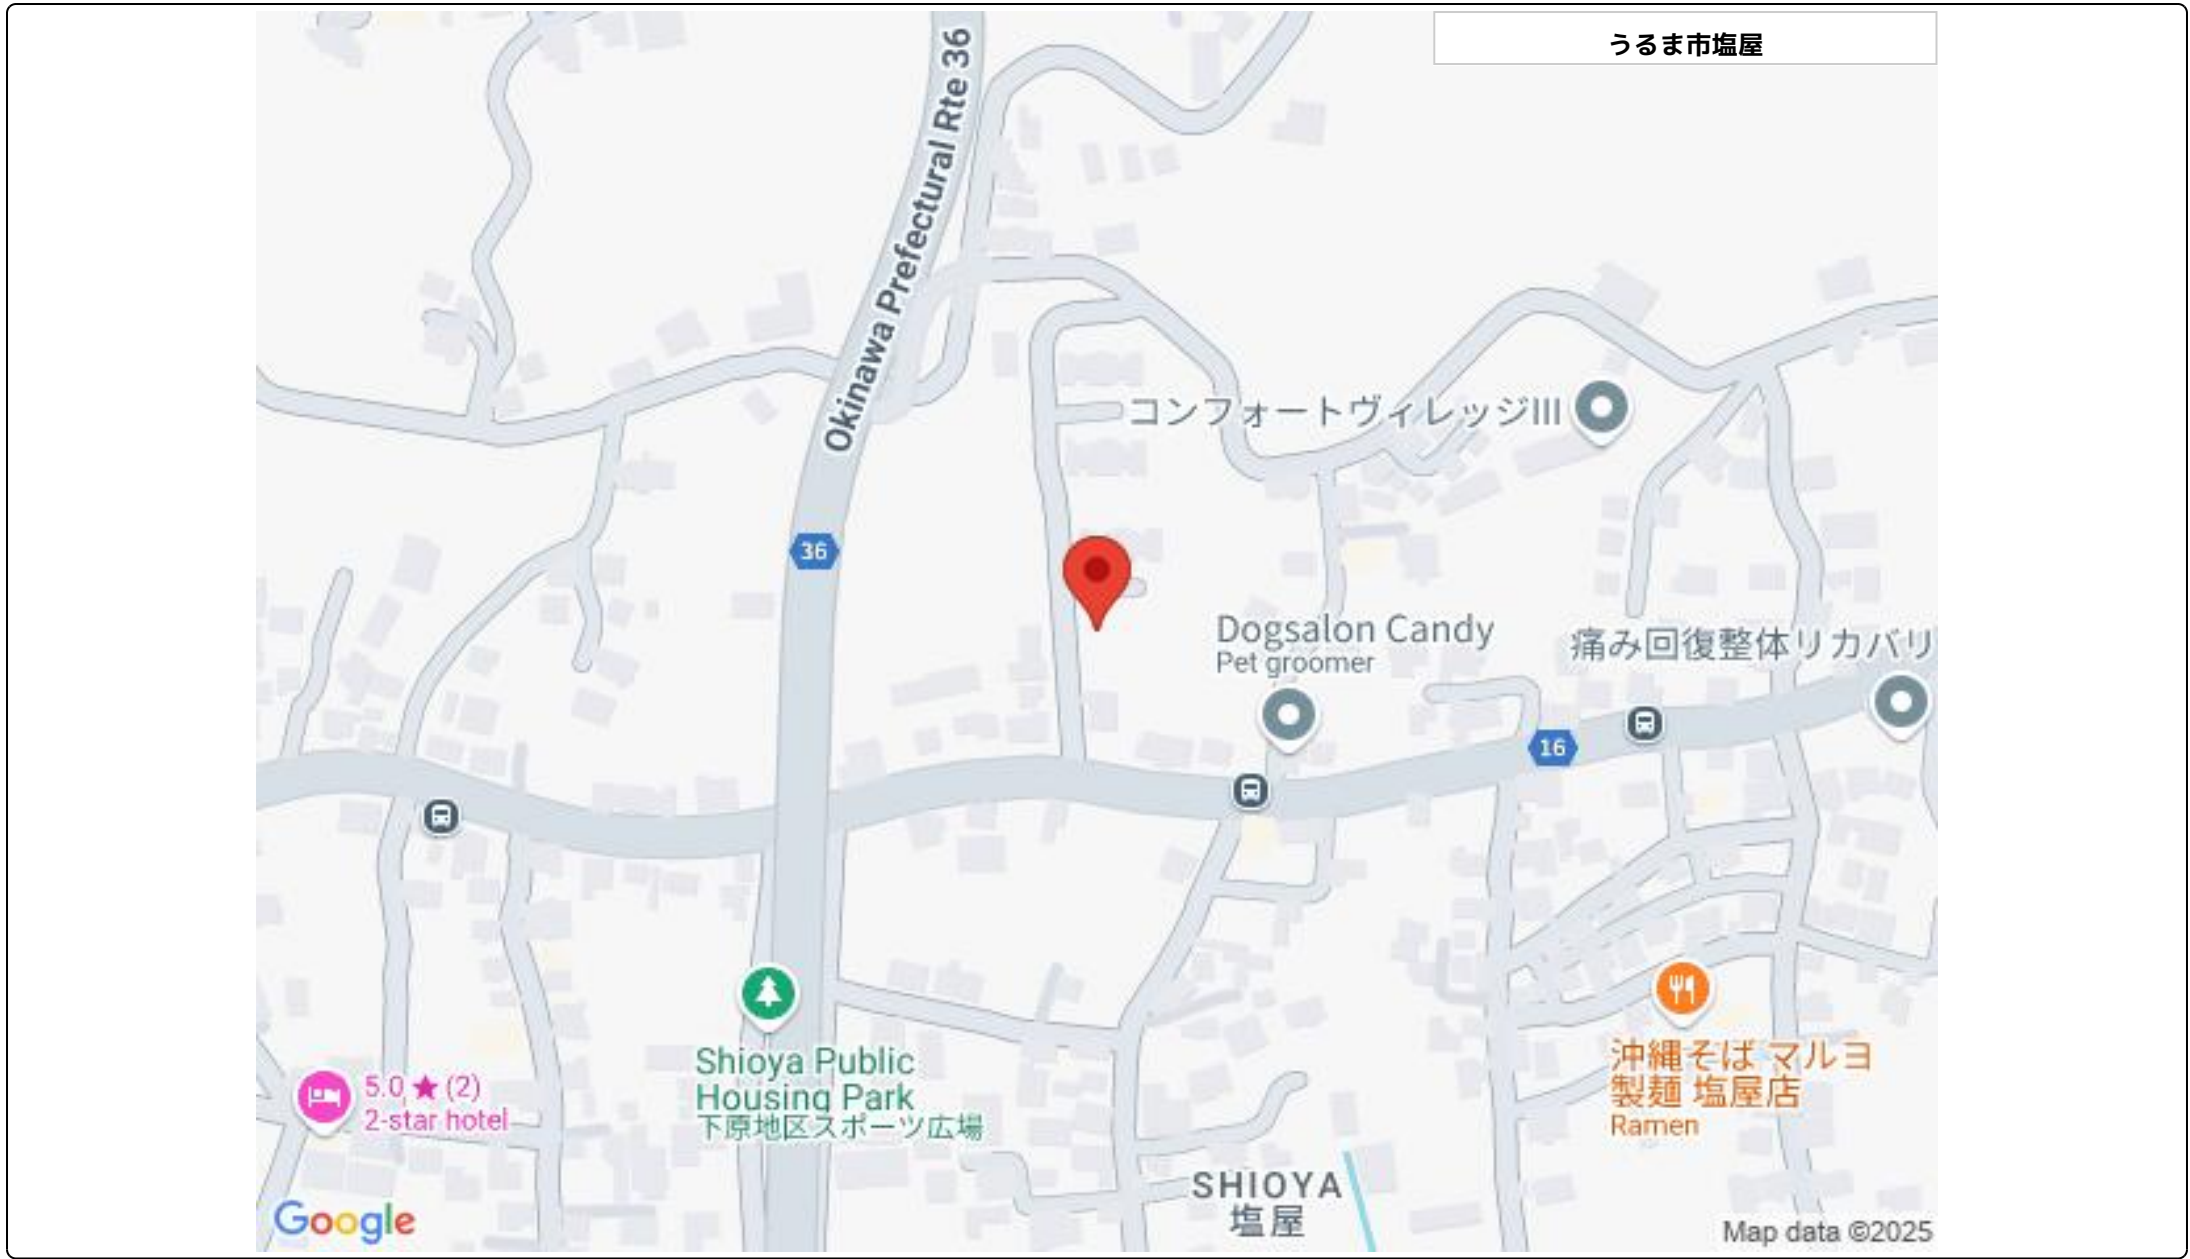 うるま市塩屋
Okinawa Prefectural Rte 36
コンフォートヴィレッジIII
36
Dogsalon Candy
Pet groomer
痛み回復整体リカバリ
16
Shioya Public
Housing Park
下原地区スポーツ広場
沖縄そば マルヨ
製麺 塩屋店
Ramen
5.0 ★ (2)
2-star hotel
SHIOYA
塩屋
Google
Map data ©2025